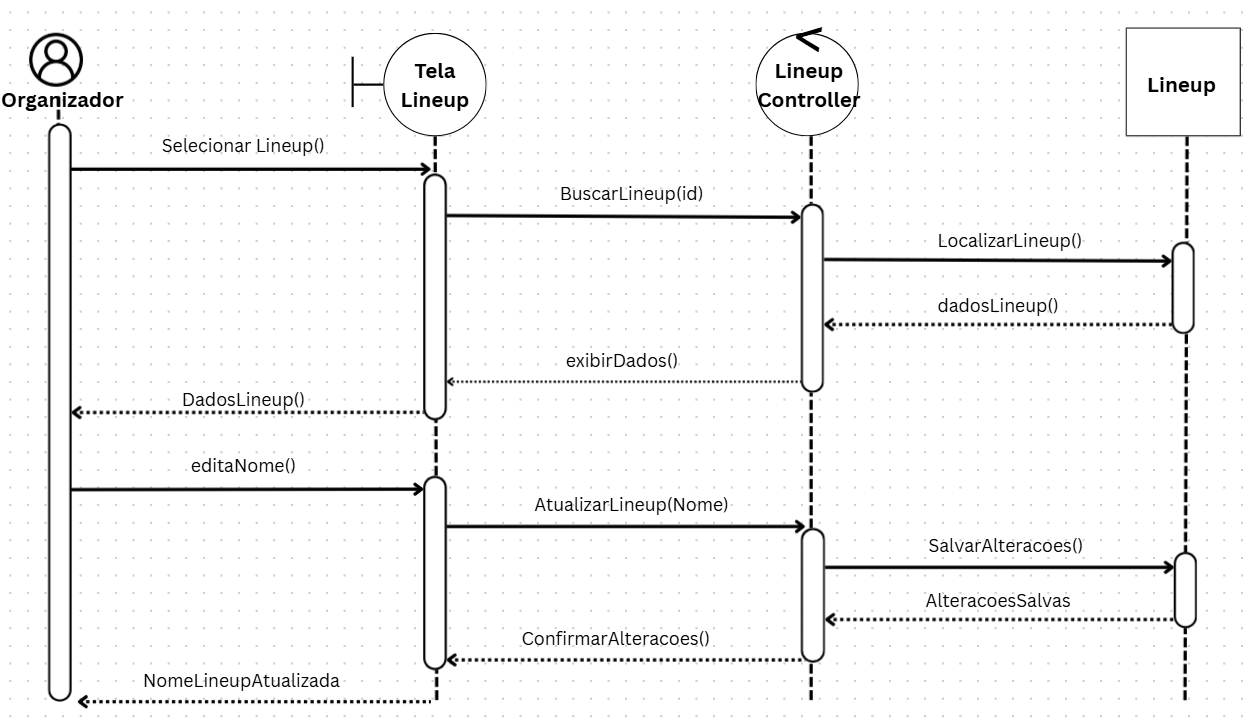 Organizador
Tela
Lineup
Lineup
Controller
Lineup
Selecionar Lineup()
BuscarLineup(id)
LocalizarLineup()
dadosLineup()
exibirDados()
DadosLineup()
editaNome()
AtualizarLineup(Nome)
SalvarAlteracoes()
AlteracoesSalvas
ConfirmarAlteracoes()
NomeLineupAtualizada